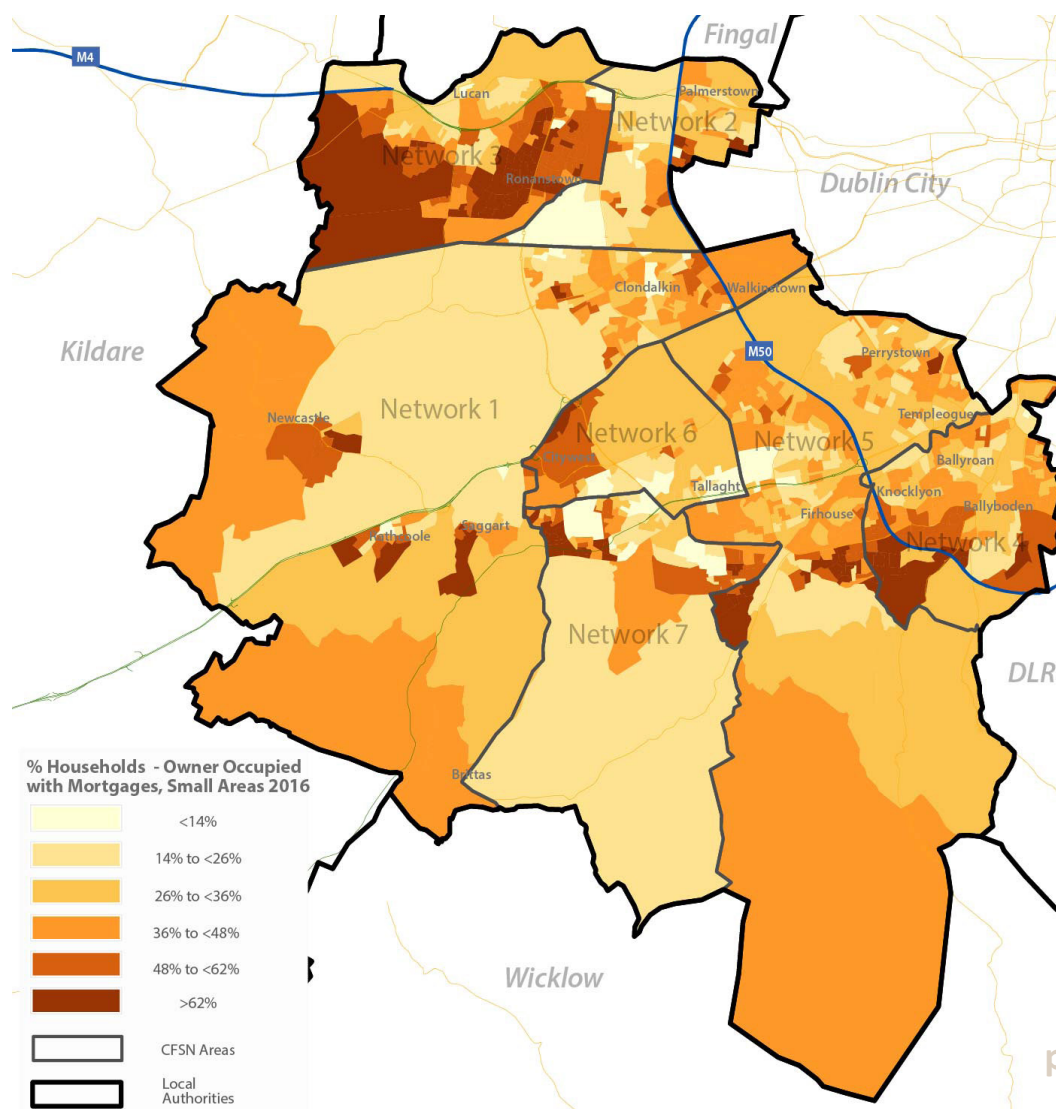 Fingal
M4
Lucan
Palmerstown
Network 2
Network 3
Ronanstown
Dublin City
Clondalkin
Walkinstown
Kildare
M50
Perrystown
Network 1
Newcastle
Templeogue
Network 6
Network 5
Citywest
Ballyroan
Tallaght
Knocklyon
Firhouse
Ballyboden
Rathcoole
Saggart
Network 4
Network 7
DLR
Brittas
Wicklow
% Households - Owner Occupied
with Mortgages, Small Areas 2016
<14%
14% to <26%
26% to <36%
36% to <48%
48% to <62%
>62%
CFSN Areas
Local
Authorities